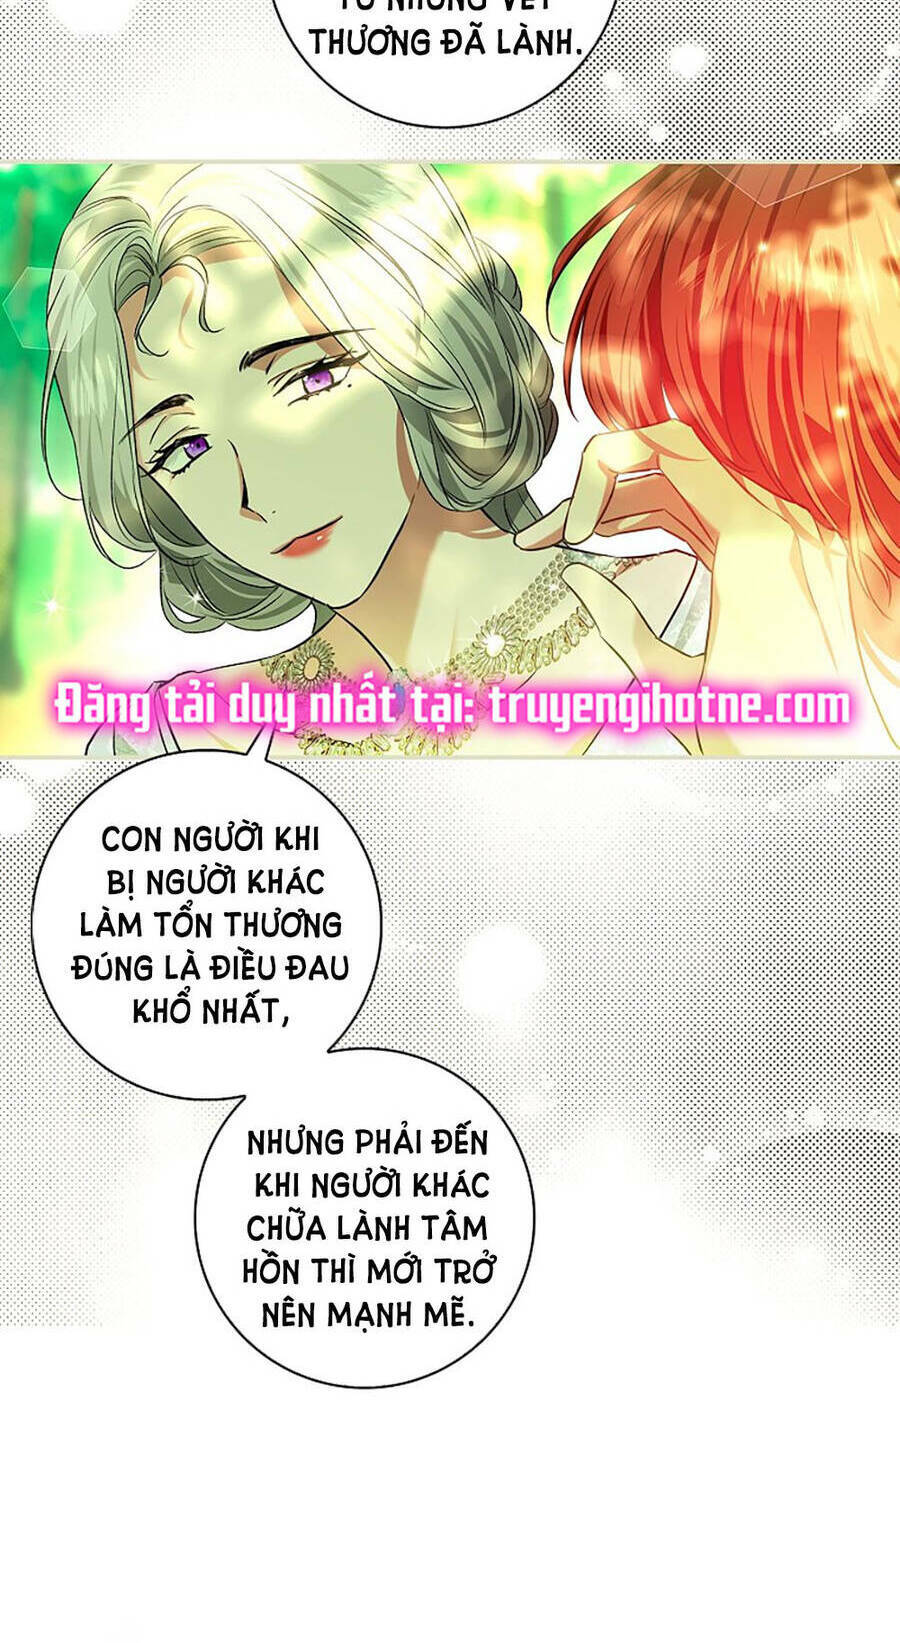 THƯƠNG ĐÃ LÀNH.
Đăng tải duy nhất tại: truyengihotne.com
CON NGƯỜI KHI
BỊ NGƯỜI KHÁC
LÀM TỔN THƯƠNG
ĐÚNG LÀ ĐIỀU ĐAU
KHỔ NHẤT,
NHƯNG PHẢI ĐẾN
KHI NGƯỜI KHÁC
CHỮA LÀNH TÂM
HỒN THÌ MỚI TRỞ
NÊN MẠNH MẼ.